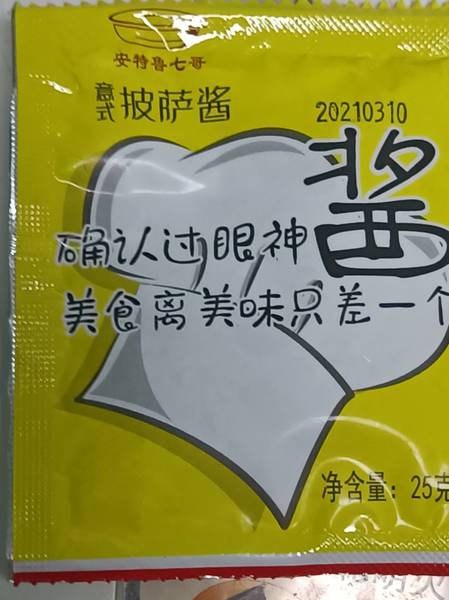 安特鲁七哥
意式披萨酱
20210310
酱
确认过眼神
美食离美味只差一个
净含量：25克